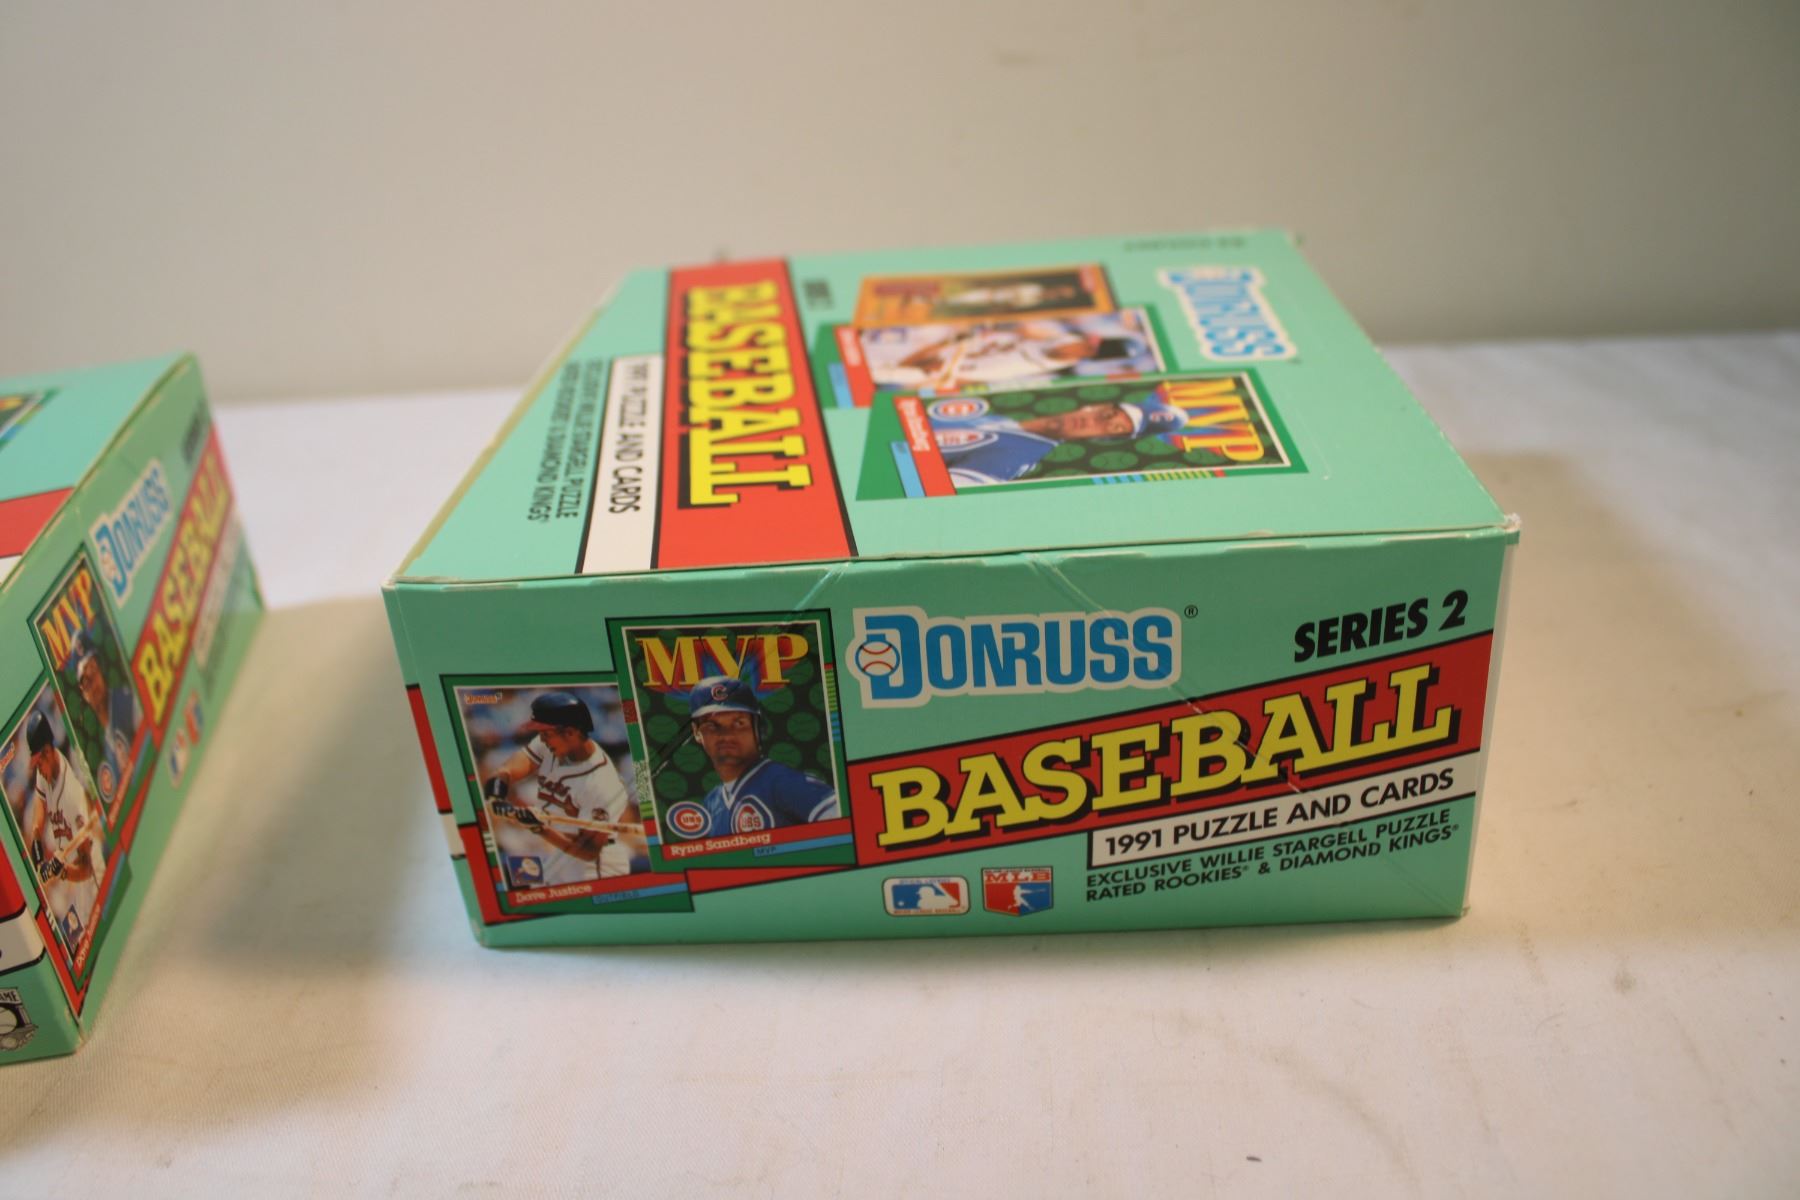 DONRUSS
BASEBALL
1991 PUZZLE AND CARDS
EXCLUSIVE WILLIE STARGELL PUZZLE
RATED ROOKIES & DIAMOND KINGS
MVP
DONRUSS®
SERIES 2
BASEBALL
1991 PUZZLE AND CARDS
EXCLUSIVE WILLIE STARGELL PUZZLE
RATED ROOKIES® & DIAMOND KINGS®
MVP
Ryne Sandberg
MVP
Donruss
Dave Justice
OUTFIELD
MLB
DONRUSS
BASEBALL
MVP